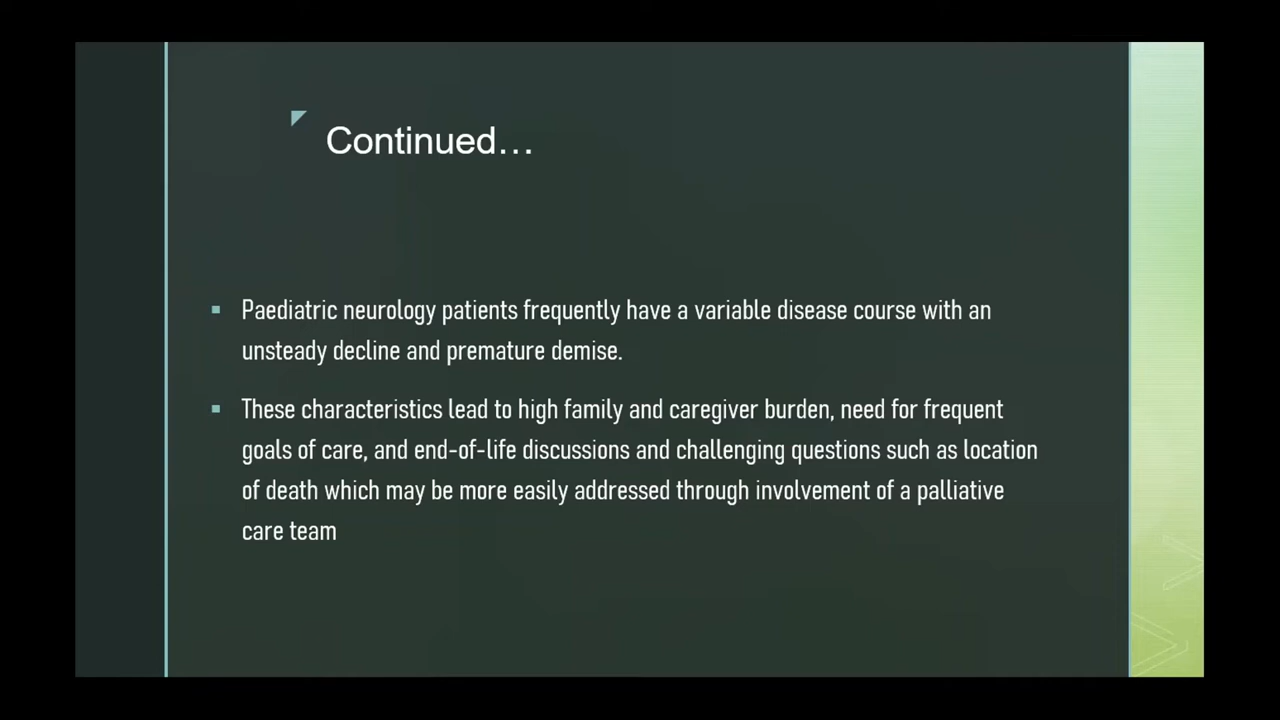 Continued…
Paediatric neurology patients frequently have a variable disease course with an
unsteady decline and premature demise.
These characteristics lead to high family and caregiver burden, need for frequent
goals of care, and end-of-life discussions and challenging questions such as location
of death which may be more easily addressed through involvement of a palliative
care team